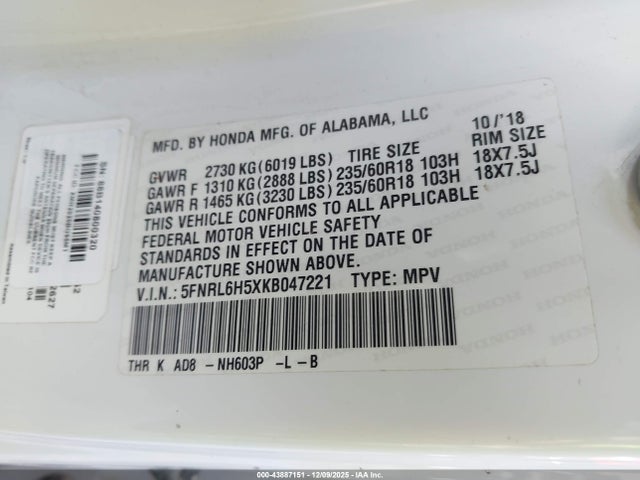 MFD. BY HONDA MFG. OF ALABAMA, LLC 10/'18
GVWR 2730 KG(6019 LBS) TIRE SIZE RIM SIZE
GAWR F 1310 KG(2888 LBS) 235/60R18 103H 18X7.5J
GAWR R 1465 KG(3230 LBS) 235/60R18 103H 18X7.5J
THIS VEHICLE CONFORMS TO ALL APPLICABLE
FEDERAL MOTOR VEHICLE SAFETY
STANDARDS IN EFFECT ON THE DATE OF
MANUFACTURE SHOWN ABOVE.
V.I.N.: 5FNRL6H5XKB047221 TYPE: MPV
THR K AD8 -NH603P -L-B
000-43887151 - 12/09/2025 - IAA Inc.